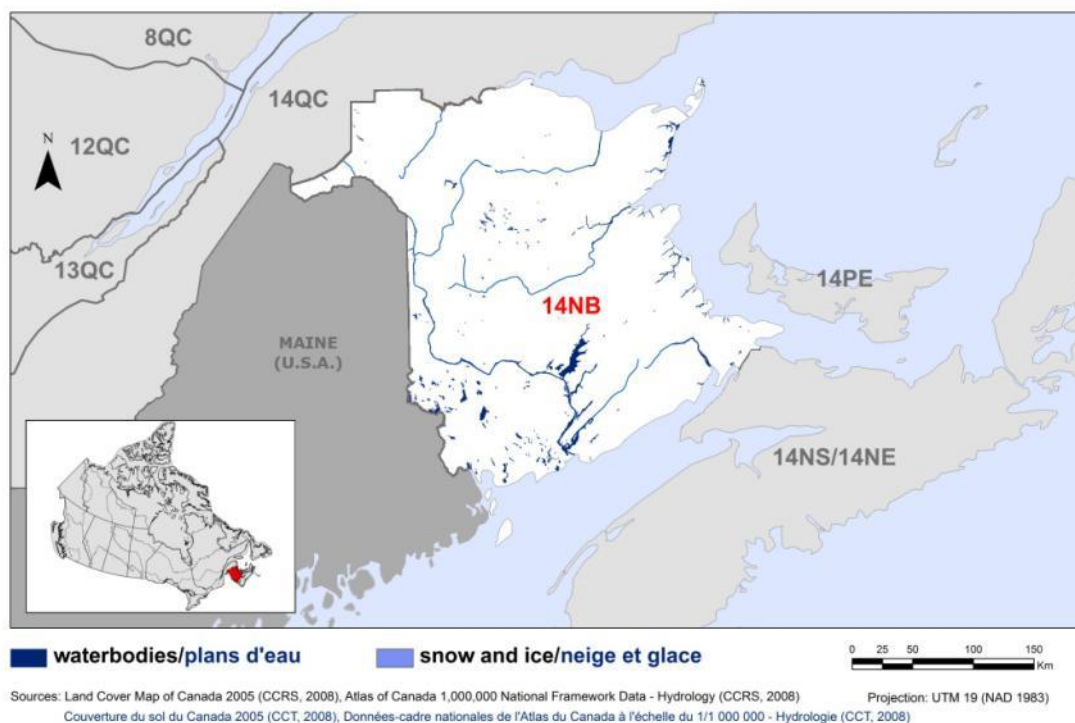 8QC
14QC
N
12QC
13QC
14PE
14NB
MAINE
(U.S.A.)
14NS/14NE
waterbodies/plans d'eau
snow and ice/neige et glace
0 25 50 100 150
Km
Sources: Land Cover Map of Canada 2005 (CCRS, 2008), Atlas of Canada 1,000,000 National Framework Data - Hydrology (CCRS, 2008)
Projection: UTM 19 (NAD 1983)
Couverture du sol du Canada 2005 (CCT, 2008), Données-cadre nationales de l'Atlas du Canada à l'échelle du 1/1 000 000 - Hydrologie (CCT, 2008)